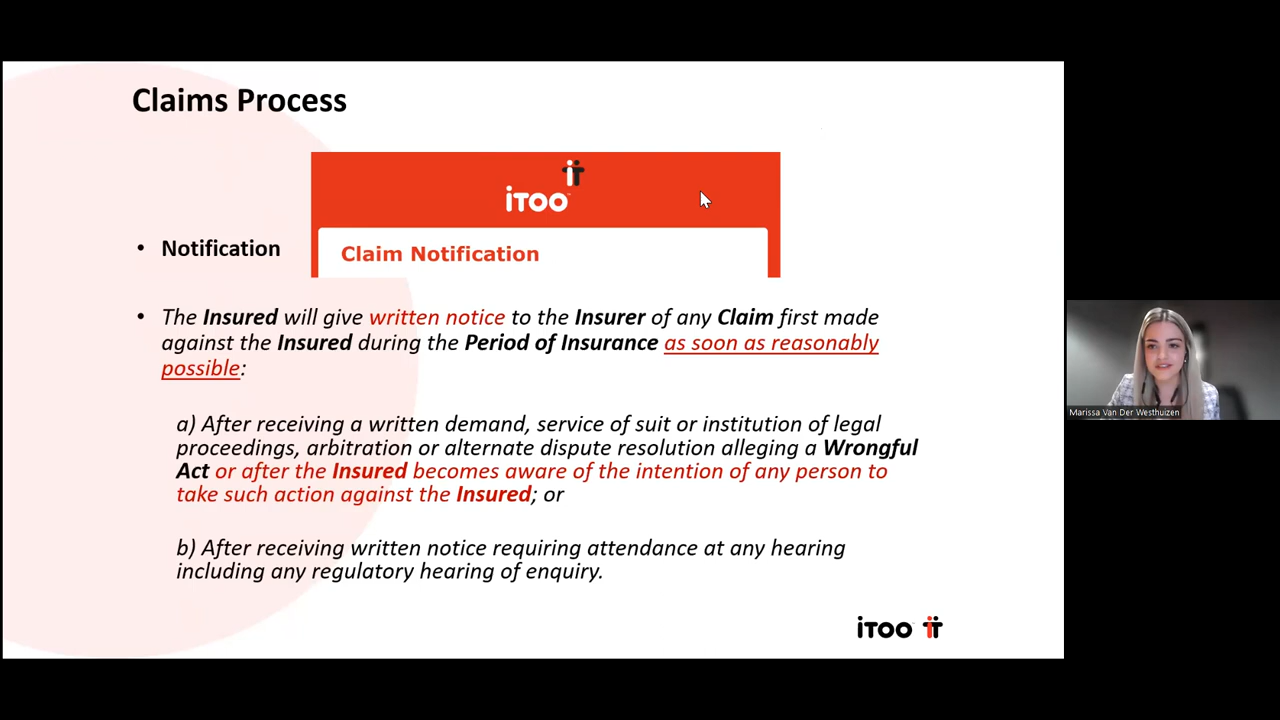 Claims Process
iTOO
• Notification
Claim Notification
• The Insured will give written notice to the Insurer of any Claim first made
against the Insured during the Period of Insurance as soon as reasonably
possible:
a) After receiving a written demand, service of suit or institution of legal
proceedings, arbitration or alternate dispute resolution alleging a Wrongful
Act or after the Insured becomes aware of the intention of any person to
take such action against the Insured; or
b) After receiving written notice requiring attendance at any hearing
including any regulatory hearing of enquiry.
iTOO
Marissa Van Der Westhuizen